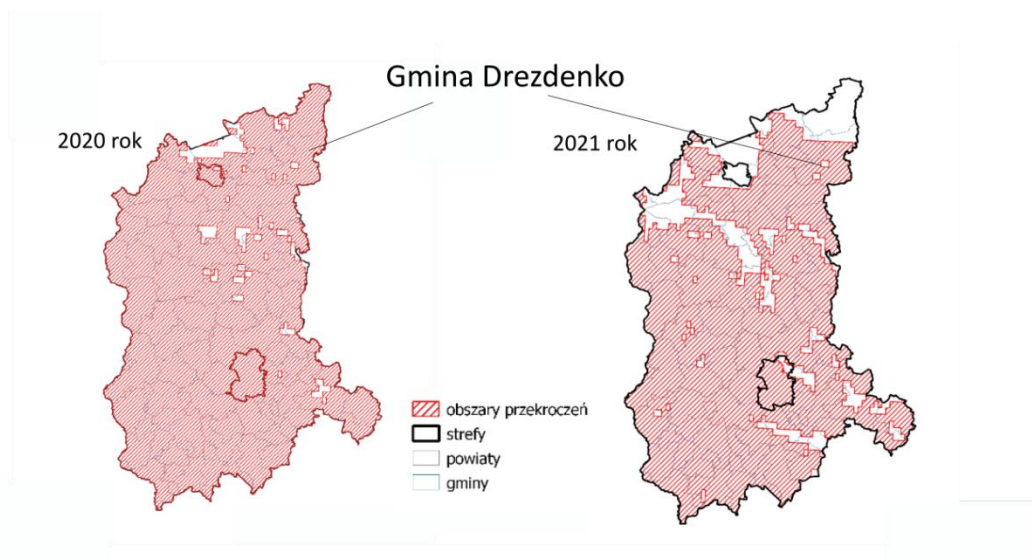 Gmina Drezdenko
2020 rok
2021 rok
obszary przekroczeń
strefy
powiaty
gminy